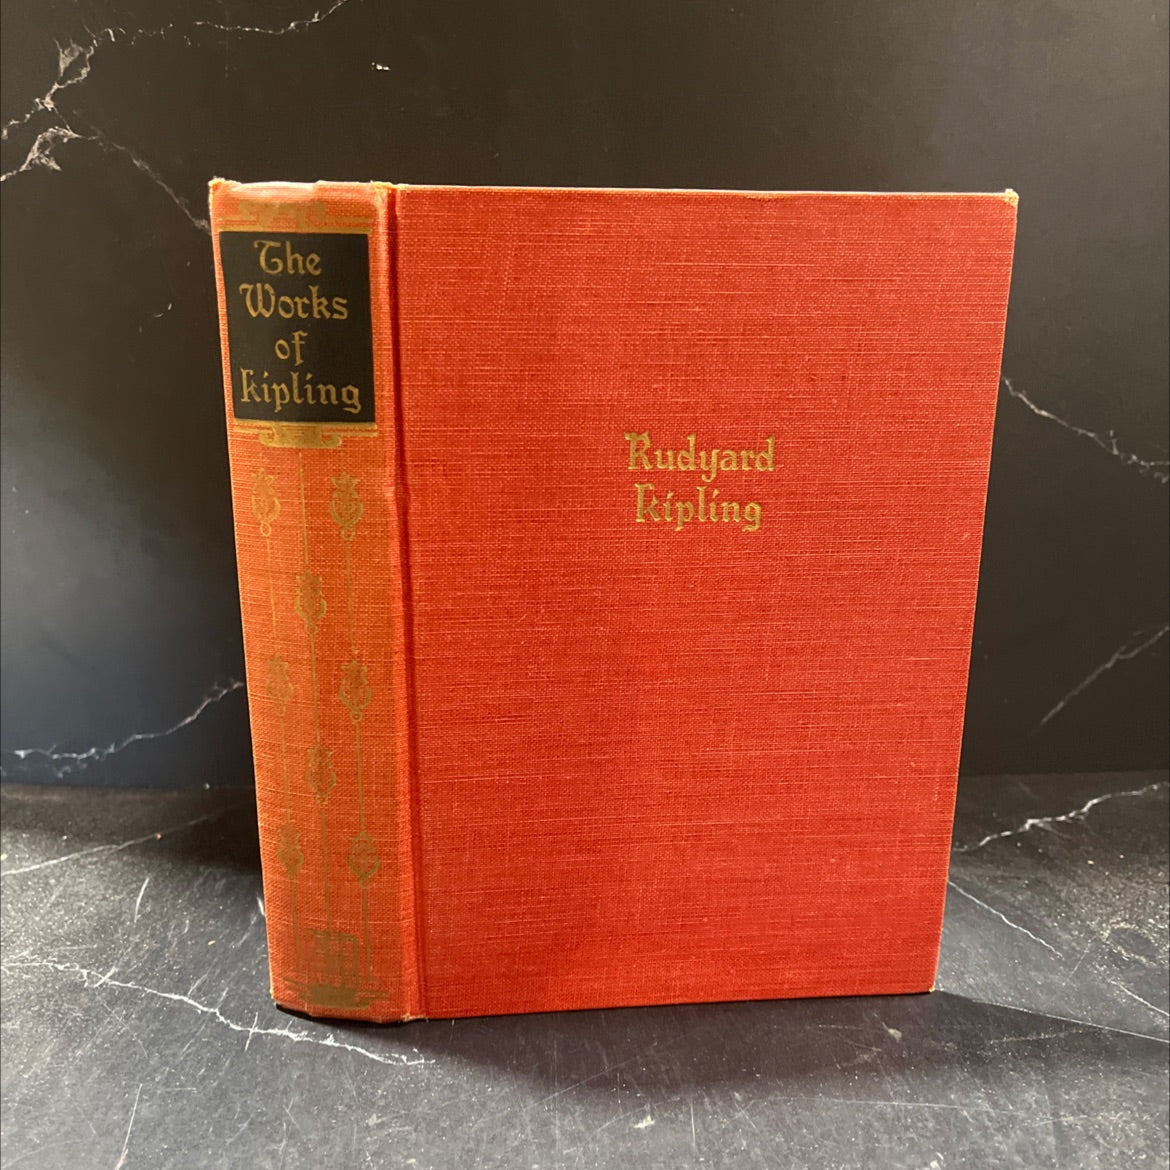 The
Works
of
Kipling
Rudyard
Kipling